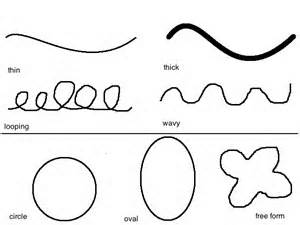 thin
thick
looping
wavy
circle
oval
free form